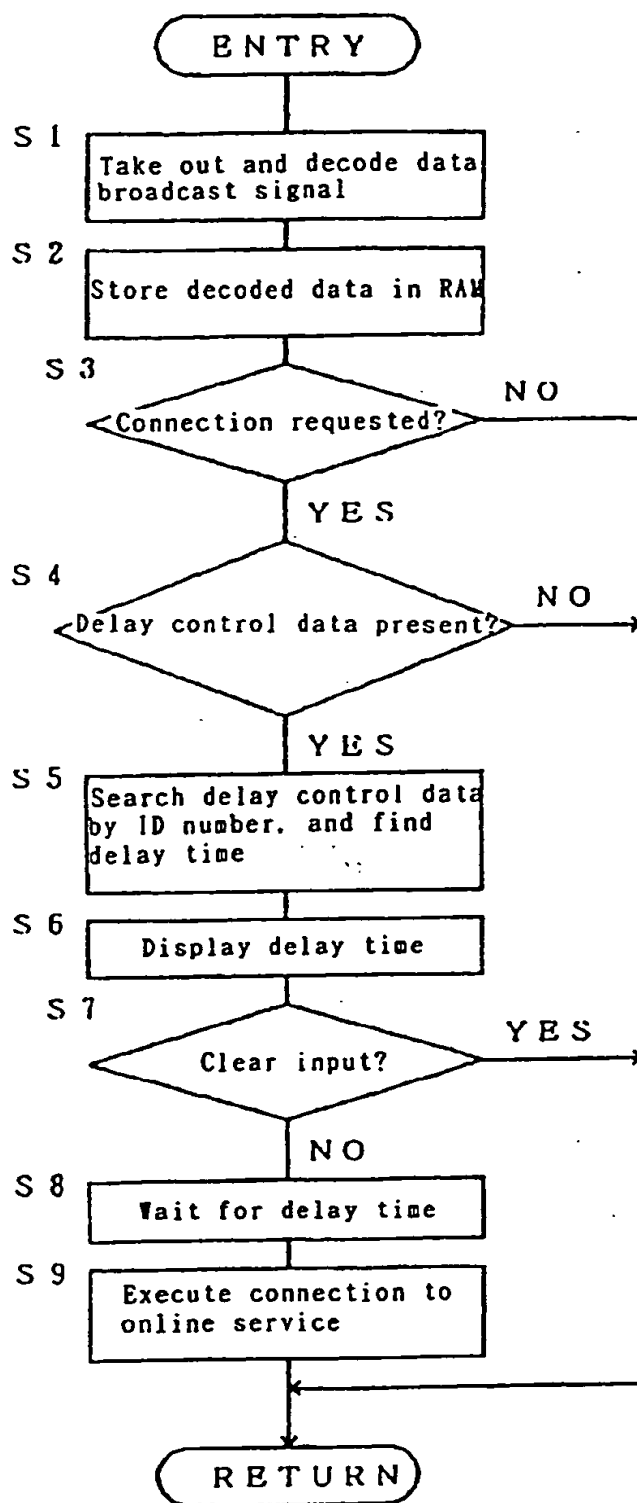 ENTRY
S 1
Take out and decode data
broadcast signal
S 2
Store decoded data in RAM
S 3
Connection requested?
NO
YES
S 4
Delay control data present?
NO
YES
S 5
Search delay control data
by ID number, and find
delay time
S 6
Display delay time
S 7
Clear input?
YES
NO
S 8
Wait for delay time
S 9
Execute connection to
online service
RETURN